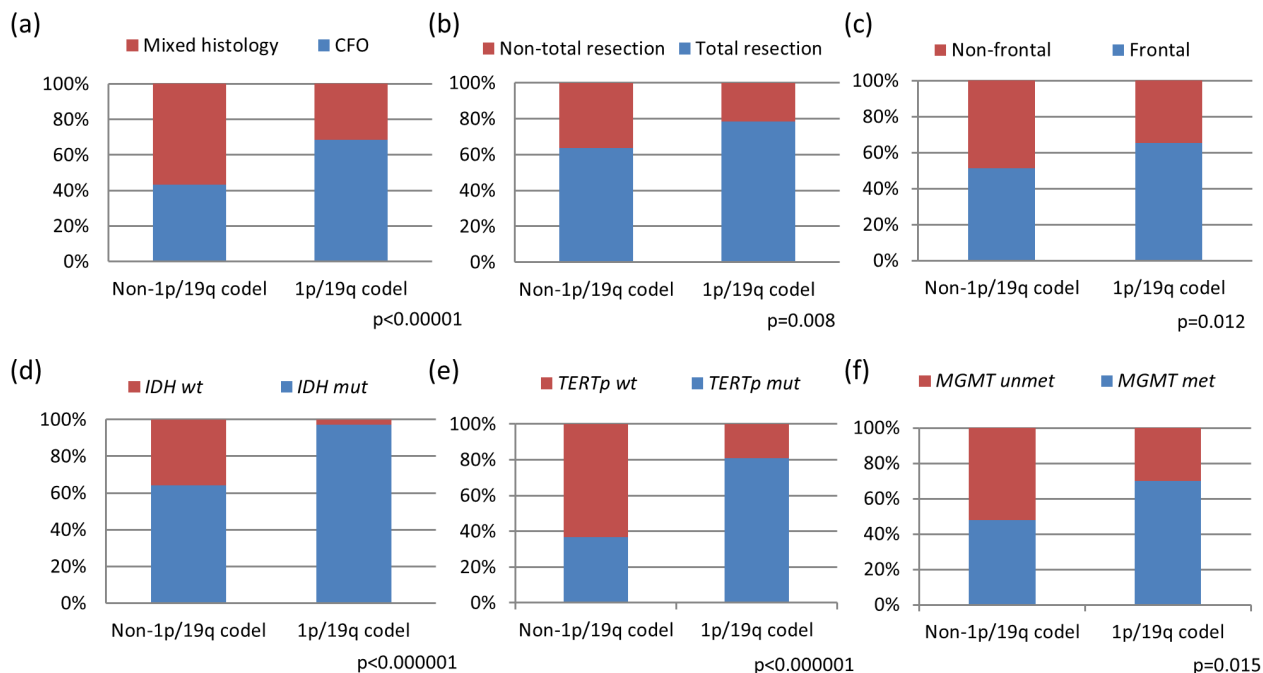 (a)
Mixed histology CFO
100%
80%
60%
40%
20%
0%
Non-1p/19q codel 1p/19q codel
p<0.00001
(b)
Non-total resection Total resection
100%
80%
60%
40%
20%
0%
Non-1p/19q codel 1p/19q codel
p=0.008
(c)
Non-frontal Frontal
100%
80%
60%
40%
20%
0%
Non-1p/19q codel 1p/19q codel
p=0.012
(d)
IDH wt IDH mut
100%
80%
60%
40%
20%
0%
Non-1p/19q codel 1p/19q codel
p<0.000001
(e)
TERTp wt TERTp mut
100%
80%
60%
40%
20%
0%
Non-1p/19q codel 1p/19q codel
p<0.000001
(f)
MGMT unmet MGMT met
100%
80%
60%
40%
20%
0%
Non-1p/19q codel 1p/19q codel
p=0.015